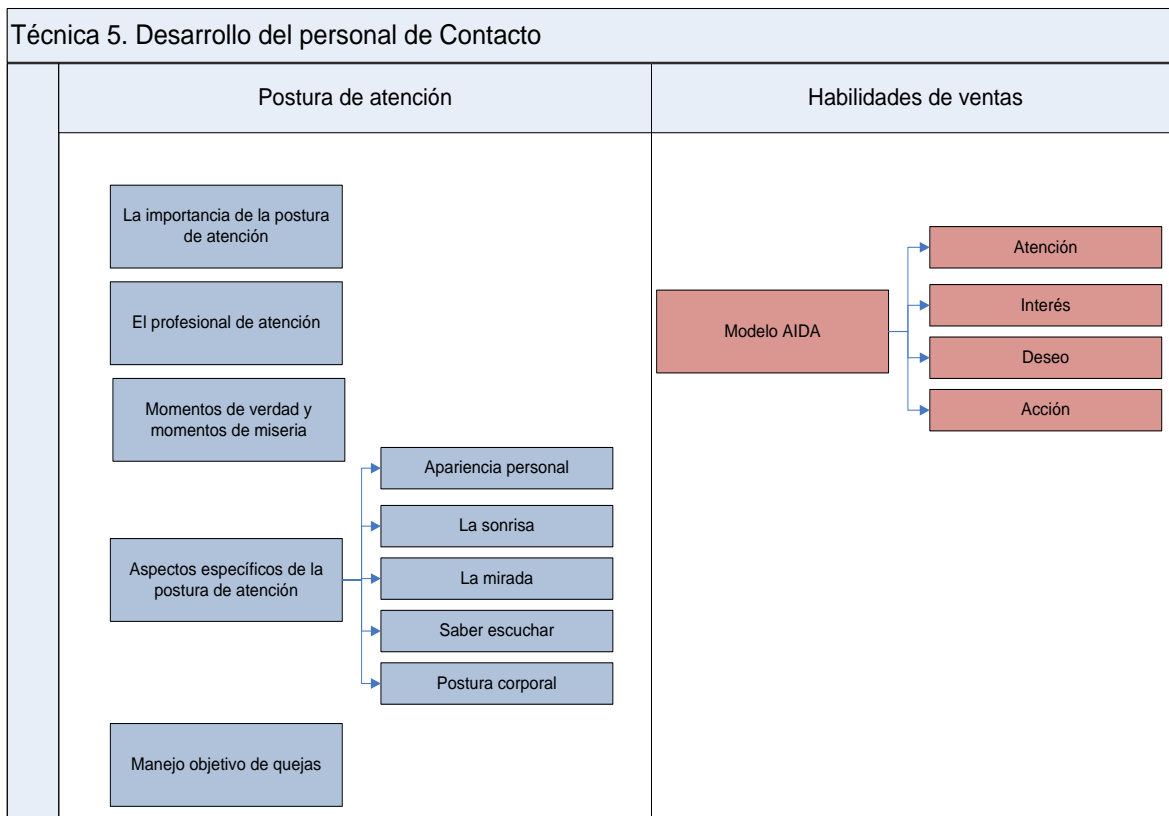 Técnica 5. Desarrollo del personal de Contacto
Postura de atención
Habilidades de ventas
La importancia de la postura
de atención
El profesional de atención
Momentos de verdad y
momentos de miseria
Aspectos específicos de la
postura de atención
Apariencia personal
La sonrisa
La mirada
Saber escuchar
Postura corporal
Manejo objetivo de quejas
Modelo AIDA
Atención
Interés
Deseo
Acción